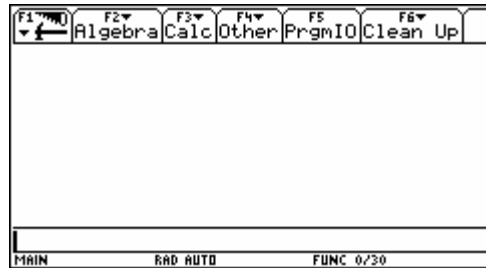 F1 F2 F3 F4 F5 F6
Algebra Calc Other PrgmIO Clean Up
MAIN RAD AUTO FUNC 0/30